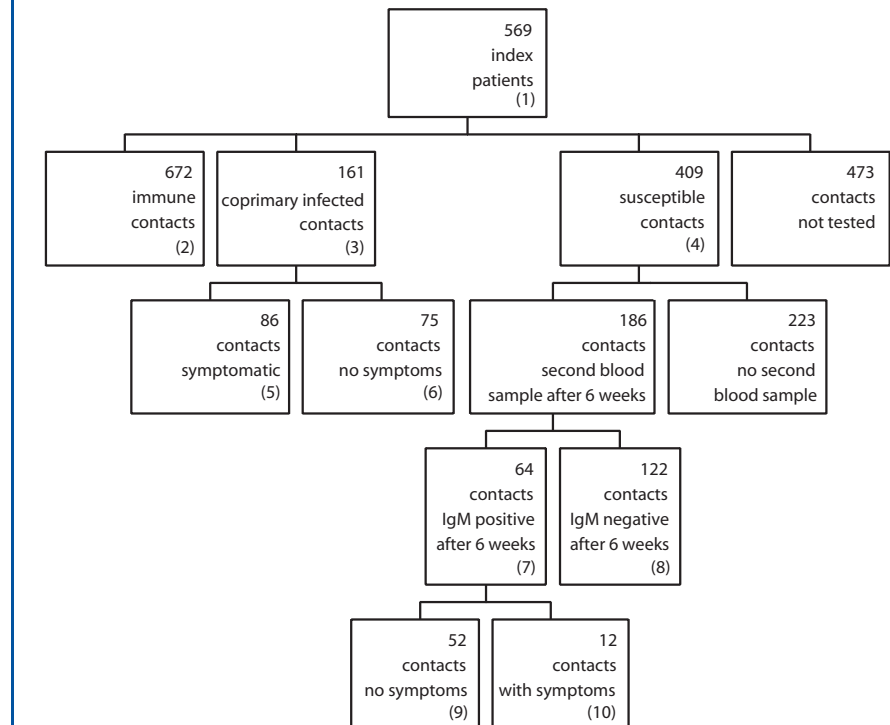 569
index
patients
(1)
672
immune
contacts
(2)
161
coprimary infected
contacts
(3)
409
susceptible
contacts
(4)
473
contacts
not tested
86
contacts
symptomatic
(5)
75
contacts
no symptoms
(6)
186
contacts
second blood
sample after 6 weeks
223
contacts
no second
blood sample
64
contacts
IgM positive
after 6 weeks
(7)
122
contacts
IgM negative
after 6 weeks
(8)
52
contacts
no symptoms
(9)
12
contacts
with symptoms
(10)